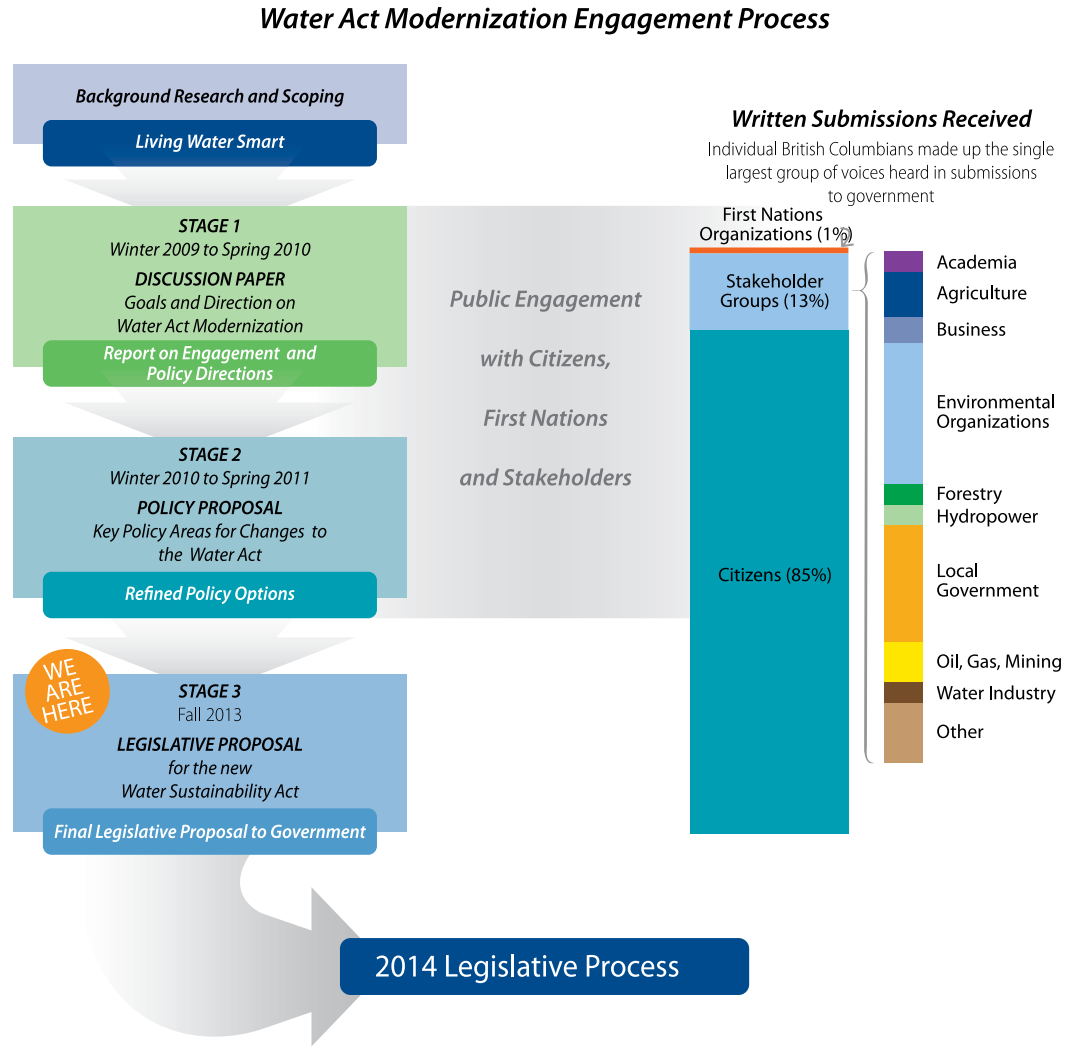 Water Act Modernization Engagement Process
Background Research and Scoping
Living Water Smart
STAGE 1
Winter 2009 to Spring 2010
DISCUSSION PAPER
Goals and Direction on
Water Act Modernization
Report on Engagement and
Policy Directions
STAGE 2
Winter 2010 to Spring 2011
POLICY PROPOSAL
Key Policy Areas for Changes to
the Water Act
Refined Policy Options
WE
ARE
HERE
STAGE 3
Fall 2013
LEGISLATIVE PROPOSAL
for the new
Water Sustainability Act
Final Legislative Proposal to Government
2014 Legislative Process
Public Engagement
with Citizens,
First Nations
and Stakeholders
Written Submissions Received
Individual British Columbians made up the single
largest group of voices heard in submissions
to government
First Nations
Organizations (1%)
Stakeholder
Groups (13%)
Citizens (85%)
Academia
Agriculture
Business
Environmental
Organizations
Forestry
Hydropower
Local
Government
Oil, Gas, Mining
Water Industry
Other